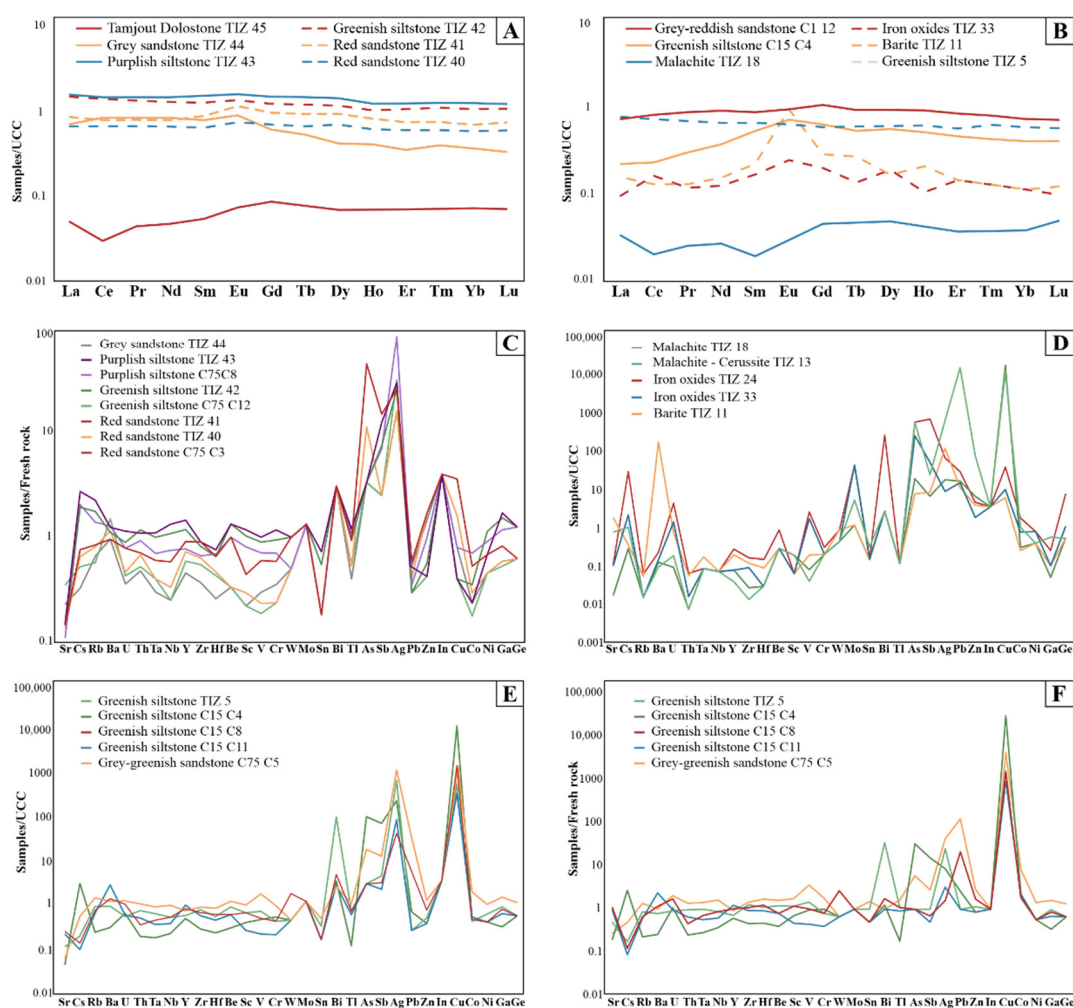 A
Tamjout Dolostone TIZ 45
Grey sandstone TIZ 44
Purplish siltstone TIZ 43
Greenish siltstone TIZ 42
Red sandstone TIZ 41
Red sandstone TIZ 40
Samples/UCC
10
1
0.1
0.01
La Ce Pr Nd Sm Eu Gd Tb Dy Ho Er Tm Yb Lu
B
Grey-reddish sandstone C1 12
Greenish siltstone C15 C4
Malachite TIZ 18
Iron oxides TIZ 33
Barite TIZ 11
Greenish siltstone TIZ 5
Samples/UCC
10
1
0.1
0.01
La Ce Pr Nd Sm Eu Gd Tb Dy Ho Er Tm Yb Lu
C
Grey sandstone TIZ 44
Purplish siltstone TIZ 43
Purplish siltstone C75C8
Greenish siltstone TIZ 42
Greenish siltstone C75 C12
Red sandstone TIZ 41
Red sandstone TIZ 40
Red sandstone C75 C3
Samples/Fresh rock
100
10
1
0.1
Sr Cs Rb Ba U Th Ta Nb Y Zr Hf Be Sc V Cr W Mo Sn Bi Tl As Sb Ag Pb Zn In Cu Co Ni Ga Ge
D
Malachite TIZ 18
Malachite - Cerussite TIZ 13
Iron oxides TIZ 24
Iron oxides TIZ 33
Barite TIZ 11
Samples/UCC
100,000
10,000
1000
100
10
1
0.1
0.01
0.001
Sr Cs Rb Ba U Th Ta Nb Y Zr Hf Be Sc V Cr W Mo Sn Bi Tl As Sb Ag Pb Zn In Cu Co Ni Ga Ge
E
Greenish siltstone TIZ 5
Greenish siltstone C15 C4
Greenish siltstone C15 C8
Greenish siltstone C15 C11
Grey-greenish sandstone C75 C5
Samples/UCC
100,000
10,000
1000
100
10
1
0.1
0.01
Sr Cs Rb Ba U Th Ta Nb Y Zr Hf Be Sc V Cr W Mo Sn Bi Tl As Sb Ag Pb Zn In Cu Co Ni Ga Ge
F
Greenish siltstone TIZ 5
Greenish siltstone C15 C4
Greenish siltstone C15 C8
Greenish siltstone C15 C11
Grey-greenish sandstone C75 C5
Samples/Fresh rock
100,000
10,000
1000
100
10
1
0.1
0.01
Sr Cs Rb Ba U Th Ta Nb Y Zr Hf Be Sc V Cr W Mo Sn Bi Tl As Sb Ag Pb Zn In Cu Co Ni Ga Ge